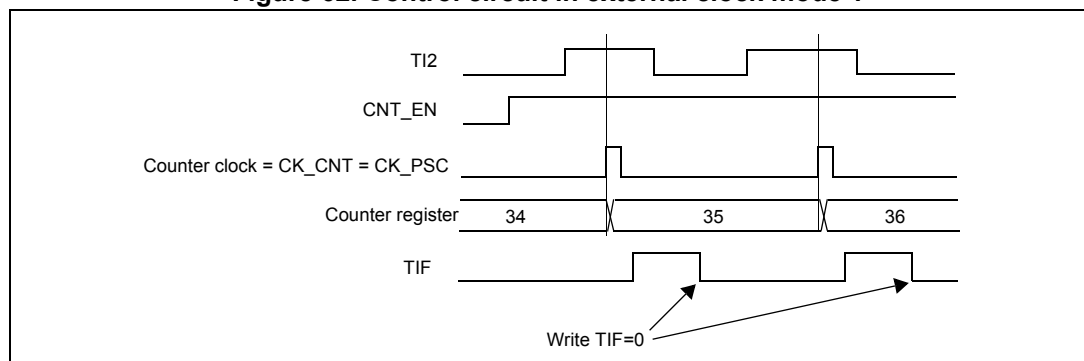 Figure 62. Control circuit in external clock mode 1
TI2
CNT_EN
Counter clock = CK_CNT = CK_PSC
Counter register
34
35
36
TIF
Write TIF=0